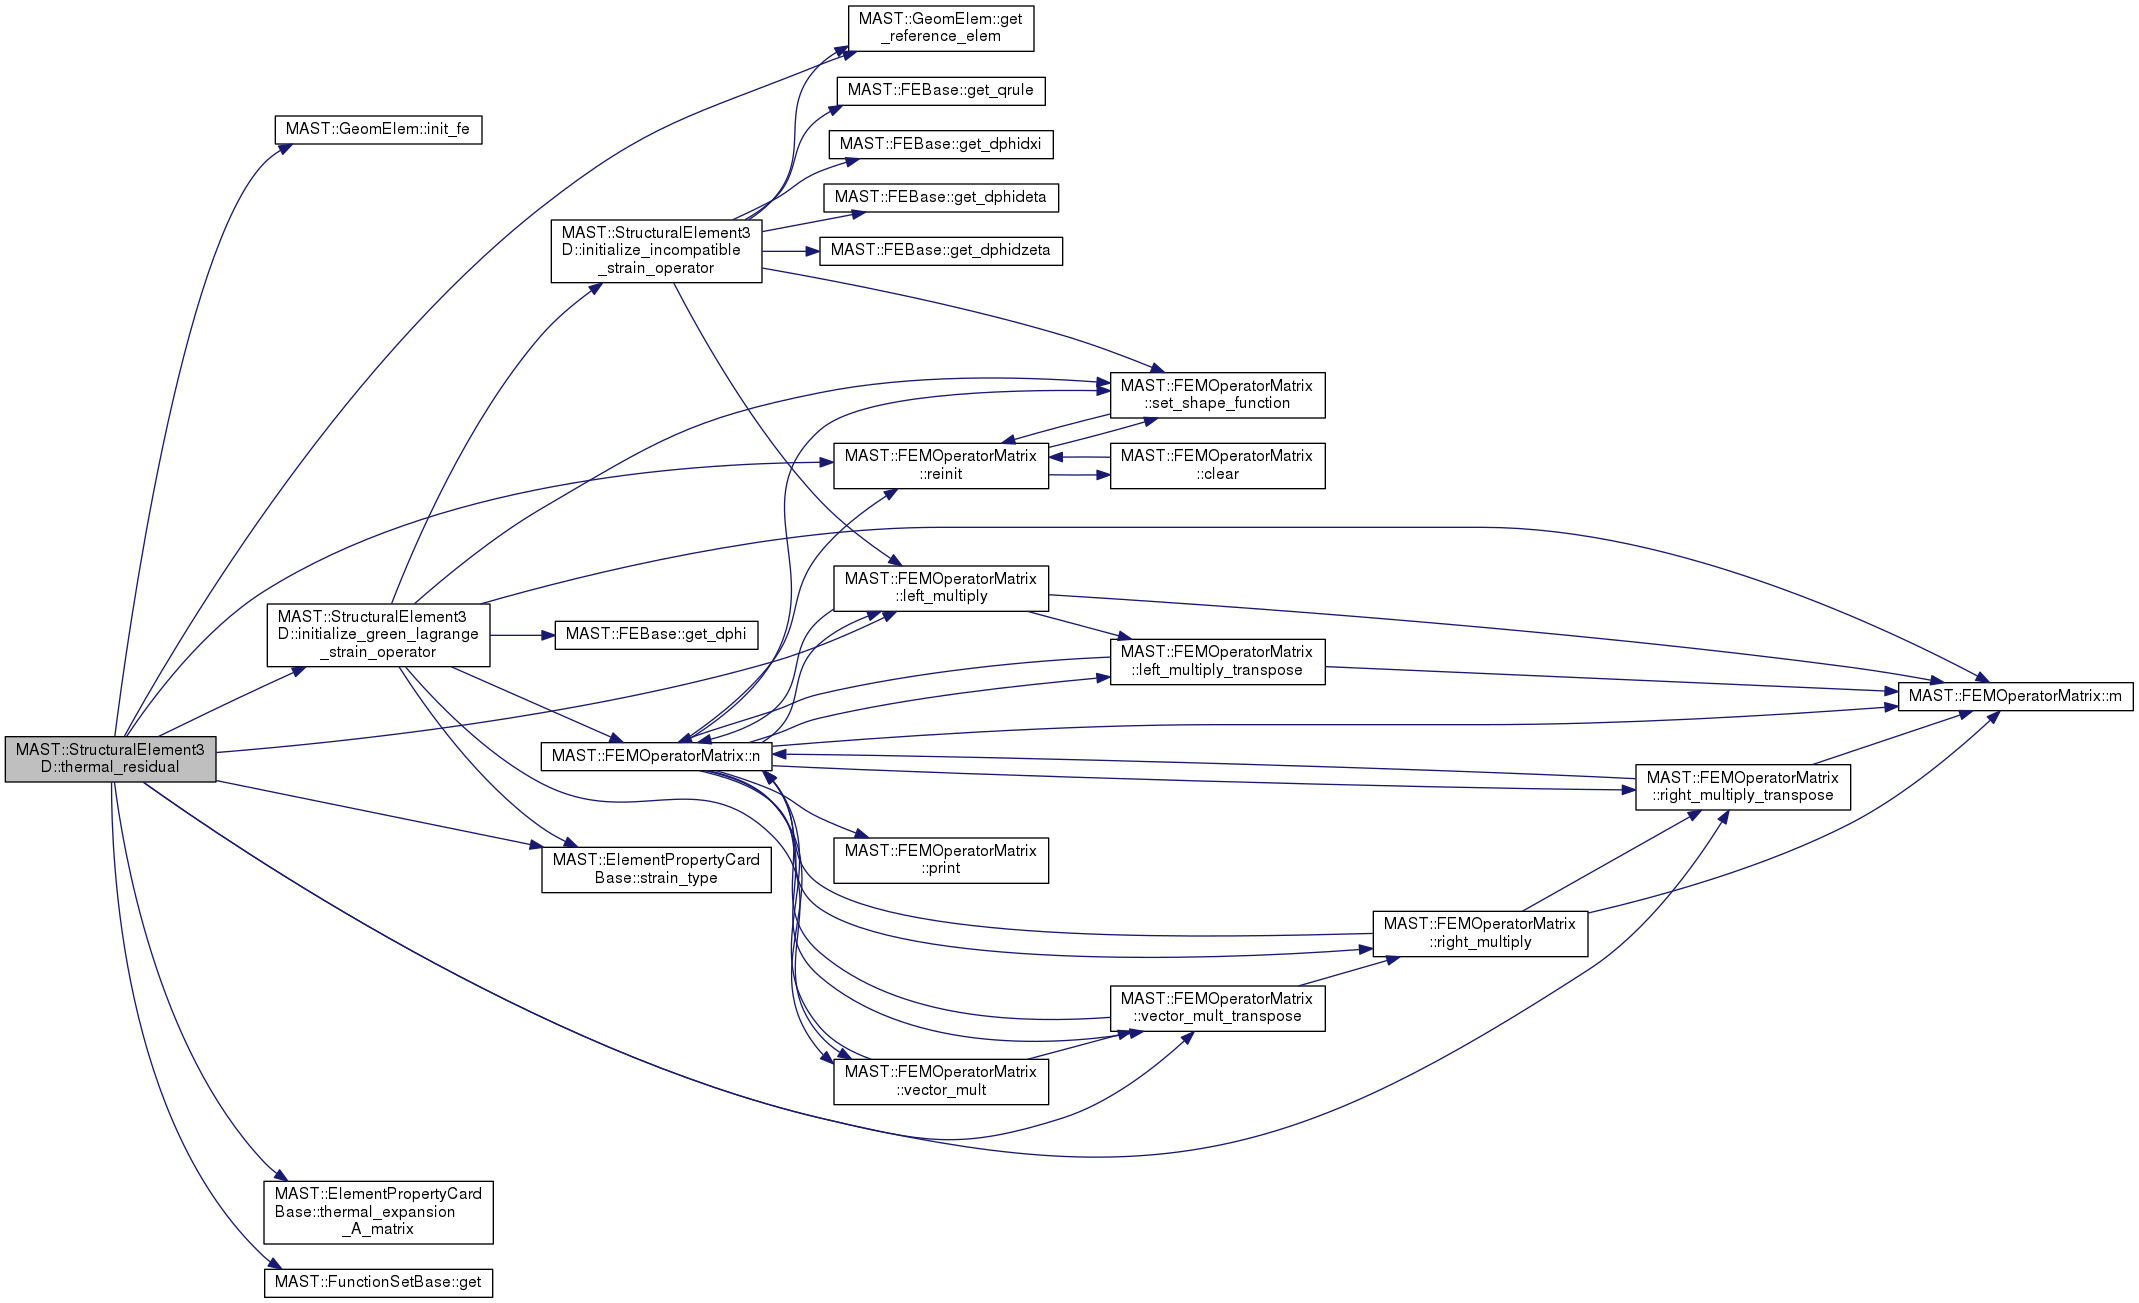 MAST::GeomElem::get
_reference_elem
MAST::FEBase::get_qrule
MAST::GeomElem::init_fe
MAST::FEBase::get_dphidxi
MAST::FEBase::get_dphideta
MAST::StructuralElement3
D::initialize_incompatible
_strain_operator
MAST::FEBase::get_dphidzeta
MAST::FEMOperatorMatrix
::set_shape_function
MAST::FEMOperatorMatrix
::reinit
MAST::FEMOperatorMatrix
::clear
MAST::FEMOperatorMatrix
::left_multiply
MAST::StructuralElement3
D::initialize_green_lagrange
_strain_operator
MAST::FEBase::get_dphi
MAST::FEMOperatorMatrix
::left_multiply_transpose
MAST::FEMOperatorMatrix::m
MAST::StructuralElement3
D::thermal_residual
MAST::FEMOperatorMatrix::n
MAST::FEMOperatorMatrix
::right_multiply_transpose
MAST::FEMOperatorMatrix
::print
MAST::ElementPropertyCard
Base::strain_type
MAST::FEMOperatorMatrix
::right_multiply
MAST::FEMOperatorMatrix
::vector_mult_transpose
MAST::FEMOperatorMatrix
::vector_mult
MAST::ElementPropertyCard
Base::thermal_expansion
_A_matrix
MAST::FunctionSetBase::get